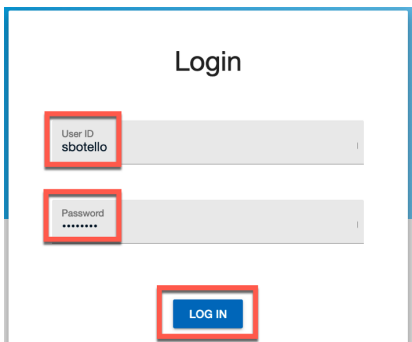 Login
User ID
sbotello
Password
••••••••
LOG IN